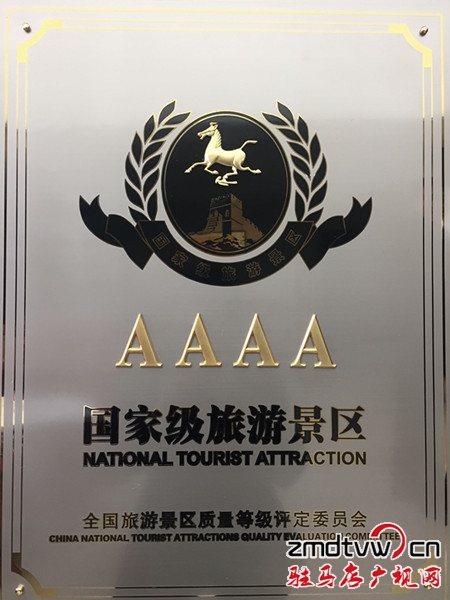 国家级旅游景区
AAAA
国家级旅游景区
NATIONAL TOURIST ATTRACTION
全国旅游景区质量等级评定委员会
CHINA NATIONAL TOURIST ATTRACTIONS QUALITY EVALUATION COMMITTEE
zmdtvw.cn
驻马店广视网